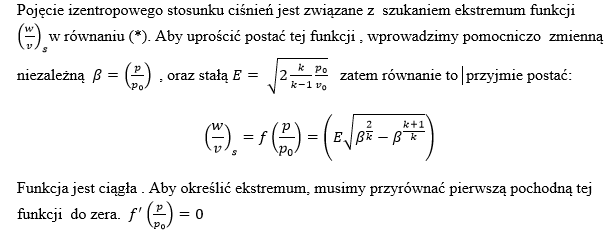 Pojęcie izentropowego stosunku ciśnień jest związane z szukaniem ekstremum funkcji
$\left(\frac{w}{v}\right)_s$ w równaniu (*). Aby uprościć postać tej funkcji , wprowadzimy pomocniczo zmienną
niezależną $\beta = \left(\frac{p}{p_0}\right)$ , oraz stałą $E = \sqrt{2\frac{k}{k-1}\frac{p_0}{v_0}}$ zatem równanie to przyjmie postać:
$\left(\frac{w}{v}\right)_s = f\left(\frac{p}{p_0}\right) = \left(E\sqrt{\beta^{\frac{2}{k}} - \beta^{\frac{k+1}{k}}}\right)$
Funkcja jest ciągła . Aby określić ekstremum, musimy przyrównać pierwszą pochodną tej
funkcji do zera. $f'\left(\frac{p}{p_0}\right) = 0$